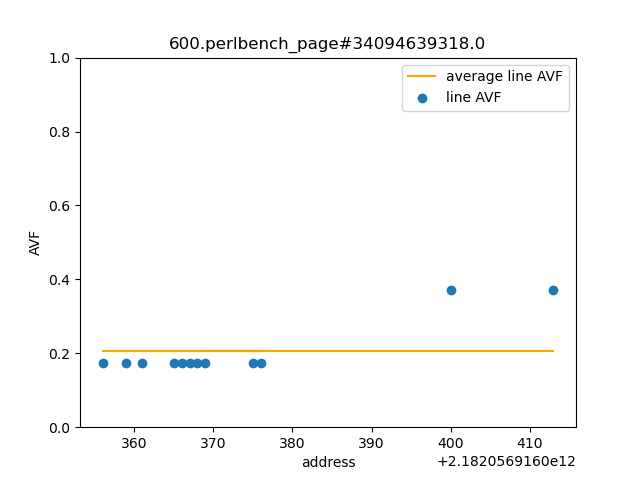 600.perlbench_page#34094639318.0
average line AVF
line AVF
1.0
0.8
0.6
0.4
0.2
0.0
AVF
360
370
380
390
400
410
address
+2.1820569160e12